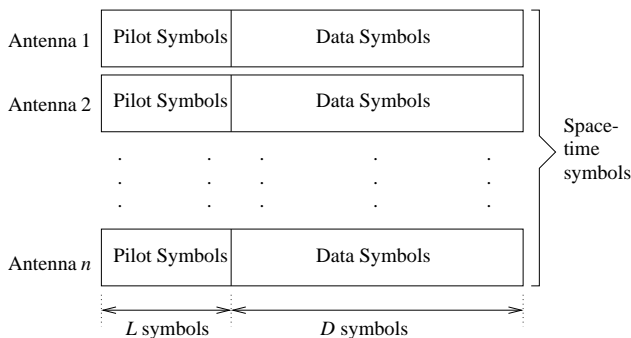 Antenna 1
Pilot Symbols
Data Symbols
Antenna 2
Pilot Symbols
Data Symbols
Space-
time
symbols
Antenna n
Pilot Symbols
Data Symbols
L symbols
D symbols